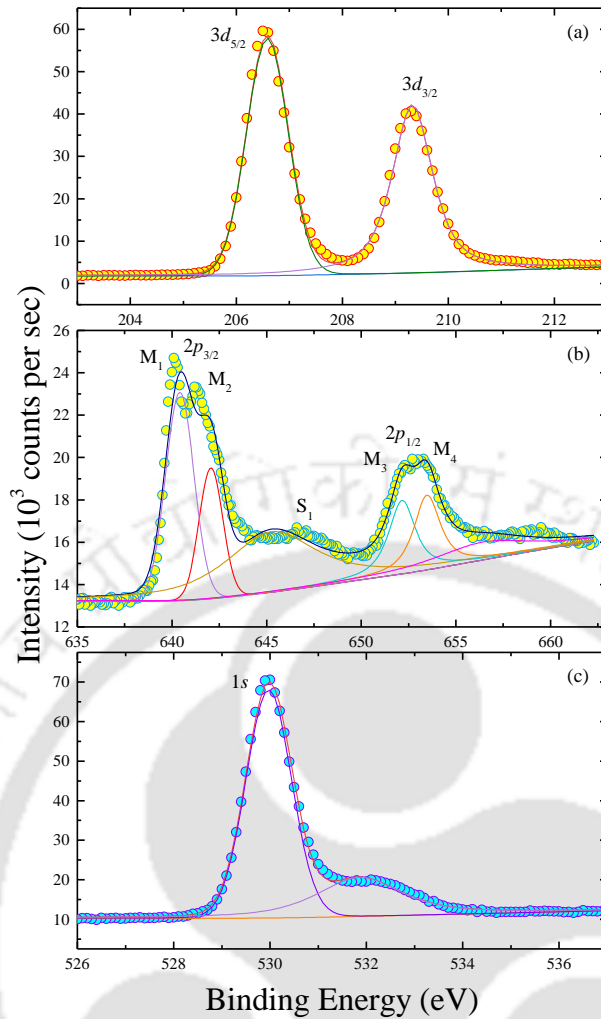 Intensity (10³ counts per sec)
(a)
3d5/2
3d3/2
60
50
40
30
20
10
0
204 206 208 210 212
(b)
M1 2p3/2
M2
S1
2p1/2
M3 M4
26
24
22
20
18
16
14
12
635 640 645 650 655 660
(c)
1s
70
60
50
40
30
20
10
526 528 530 532 534 536
Binding Energy (eV)